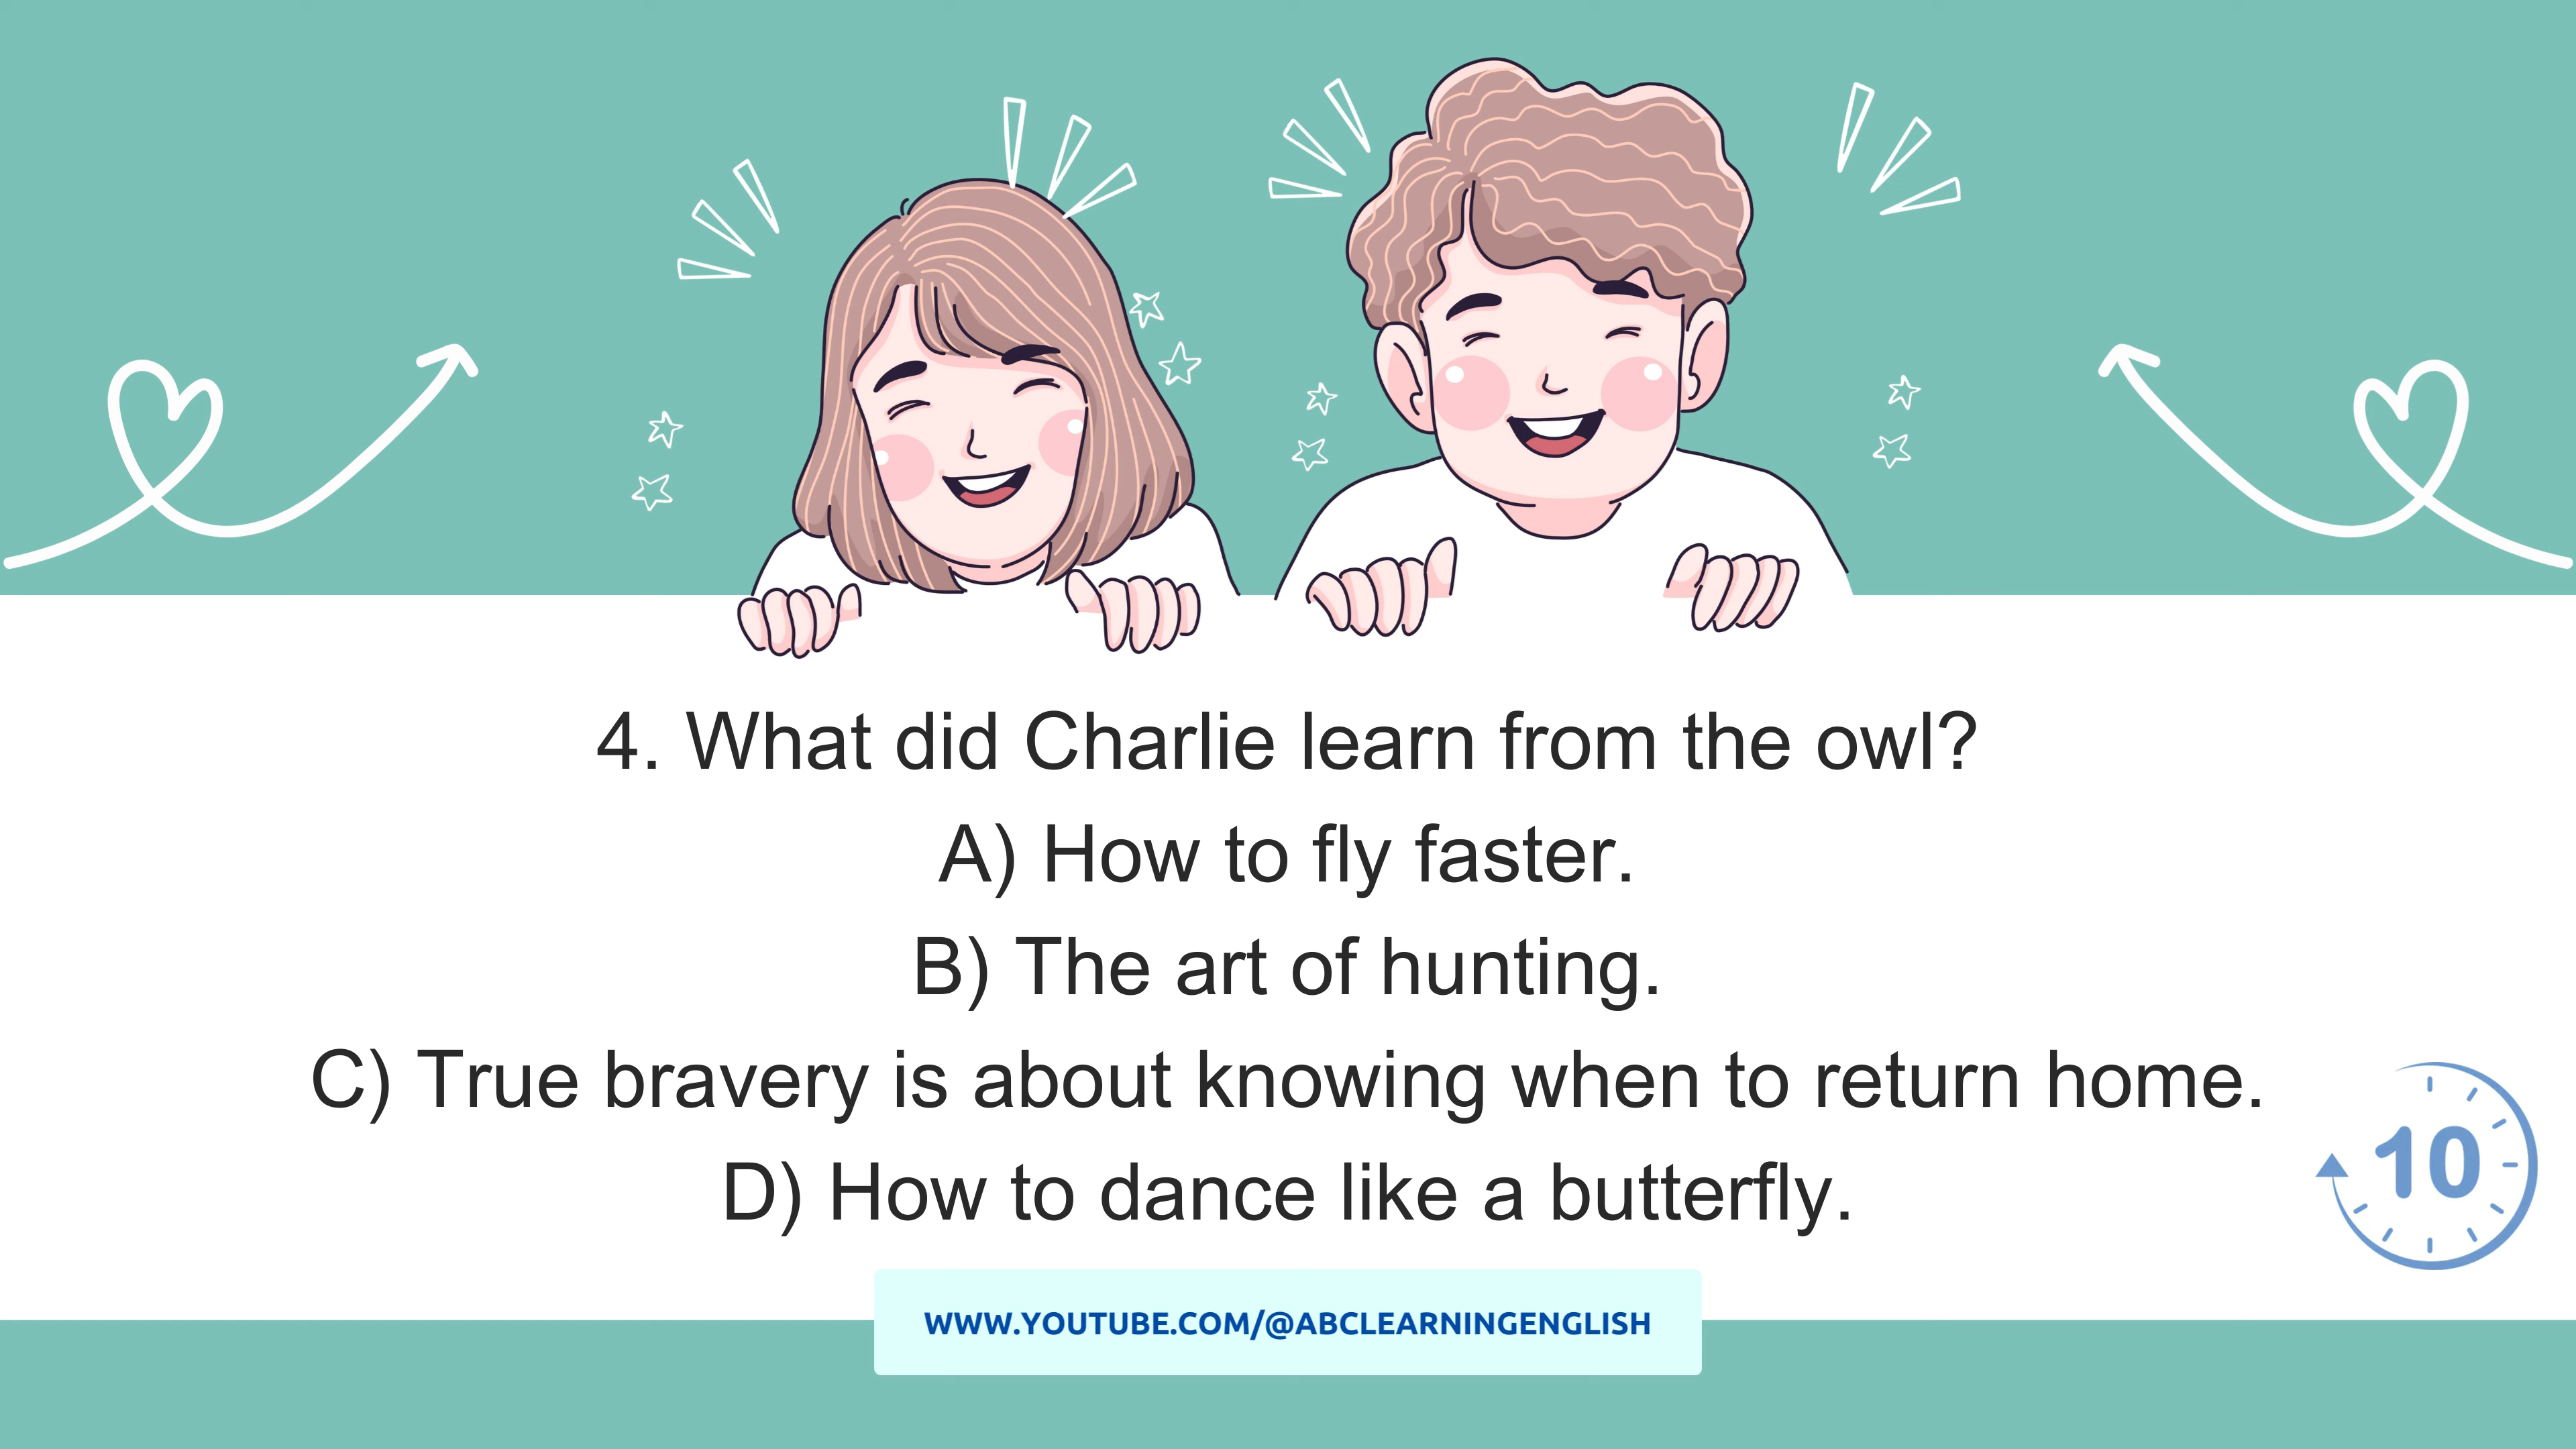 4. What did Charlie learn from the owl?
A) How to fly faster.
B) The art of hunting.
C) True bravery is about knowing when to return home.
D) How to dance like a butterfly.
10
WWW.YOUTUBE.COM/@ABCLEARNINGENGLISH